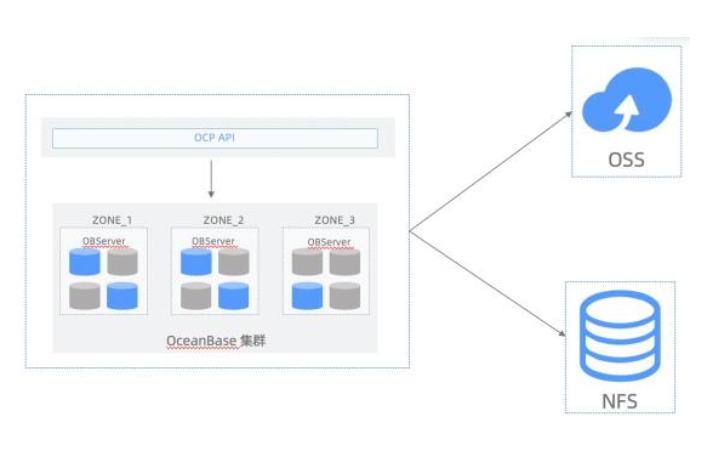 OCP API
ZONE_1
ZONE_2
ZONE_3
OBServer
OBServer
OBServer
OceanBase 集群
OSS
NFS